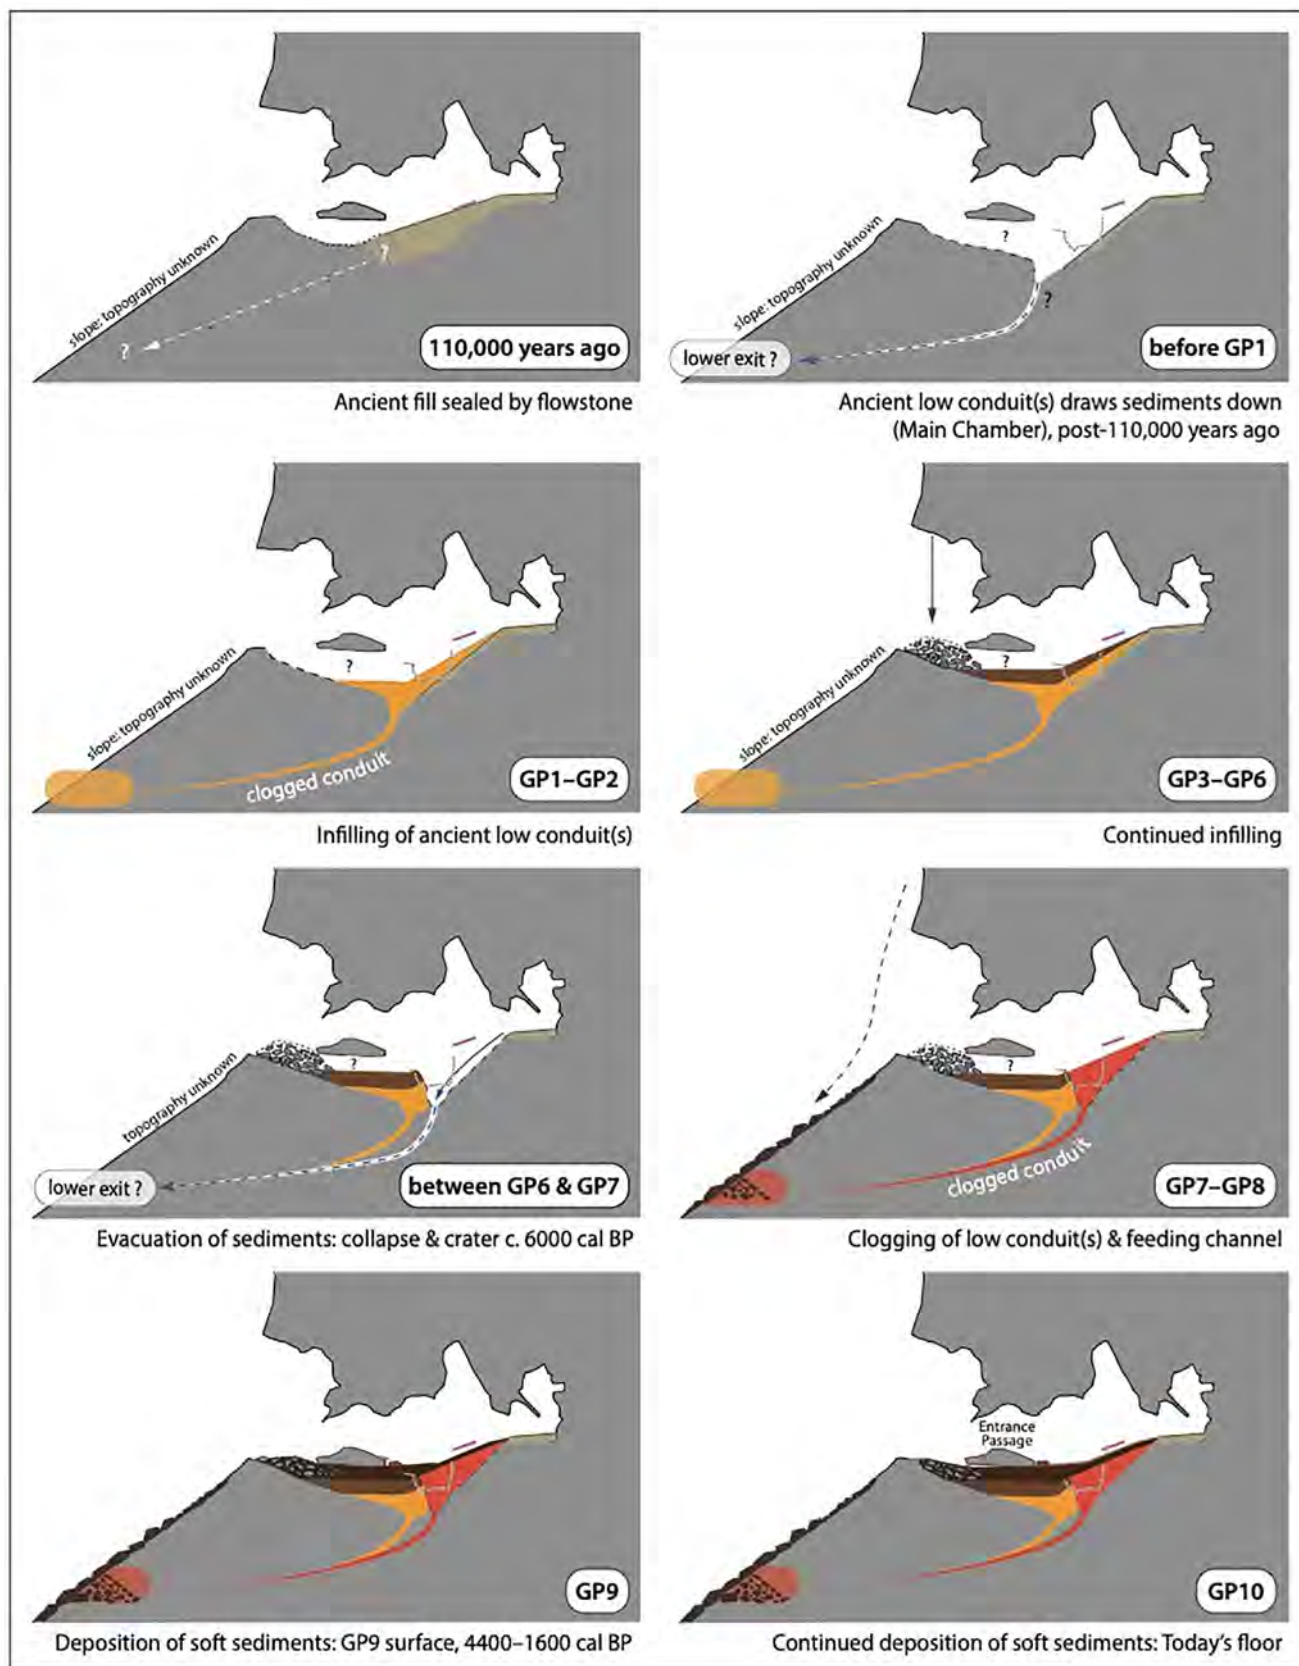 slope: topography unknown
?
?
110,000 years ago
Ancient fill sealed by flowstone
slope: topography unknown
?
?
lower exit ?
before GP1
Ancient low conduit(s) draws sediments down
(Main Chamber), post-110,000 years ago
slope: topography unknown
?
clogged conduit
GP1–GP2
Infilling of ancient low conduit(s)
slope: topography unknown
?
GP3–GP6
Continued infilling
topography unknown
?
lower exit ?
between GP6 & GP7
Evacuation of sediments: collapse & crater c. 6000 cal BP
?
clogged conduit
GP7–GP8
Clogging of low conduit(s) & feeding channel
GP9
Deposition of soft sediments: GP9 surface, 4400–1600 cal BP
Entrance
Passage
GP10
Continued deposition of soft sediments: Today's floor